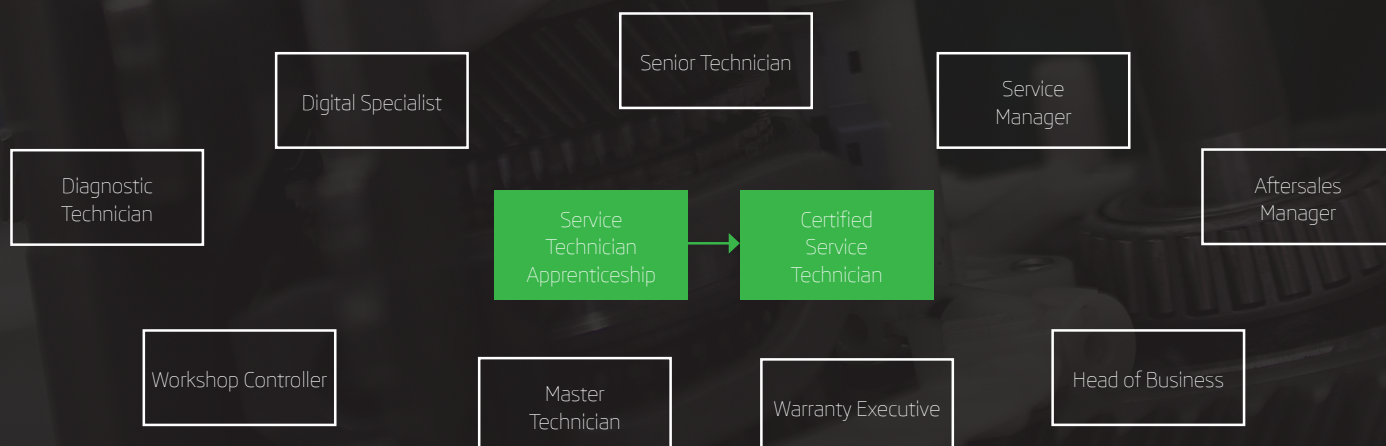 Senior Technician
Digital Specialist
Service
Manager
Diagnostic
Technician
Aftersales
Manager
Service
Technician
Apprenticeship
Certified
Service
Technician
Workshop Controller
Master
Technician
Warranty Executive
Head of Business